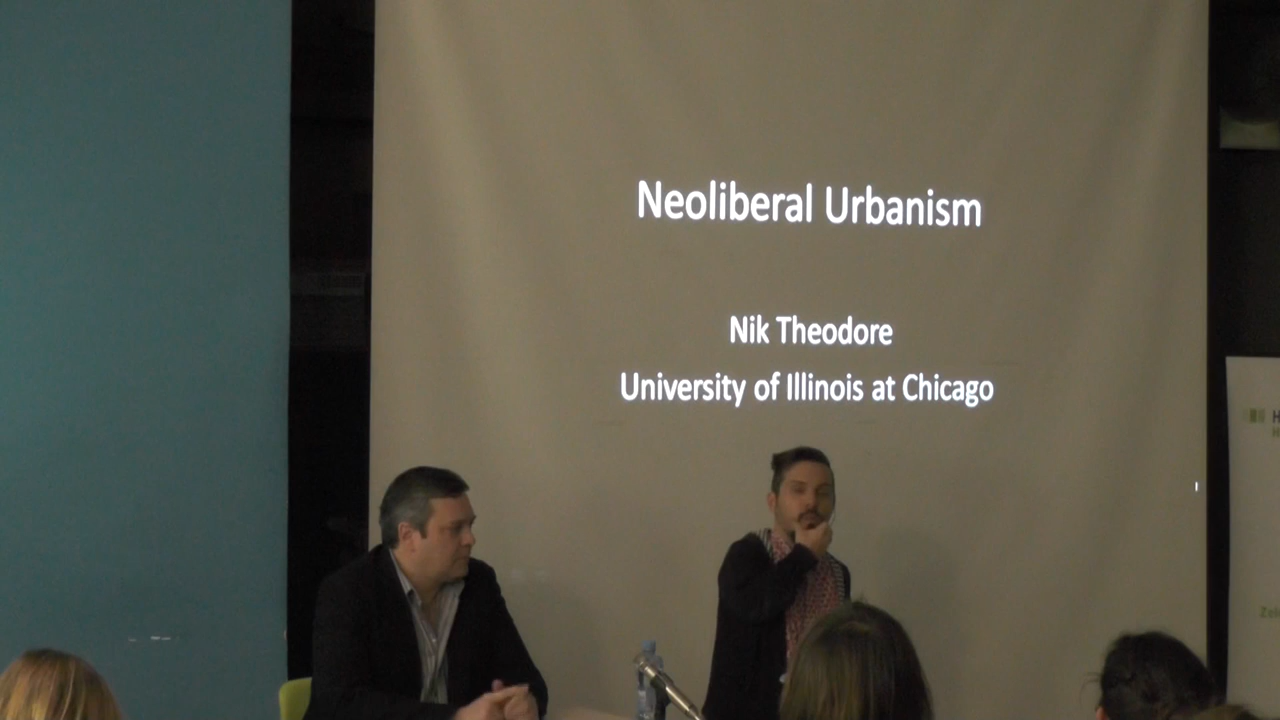 Neoliberal Urbanism
Nik Theodore
University of Illinois at Chicago